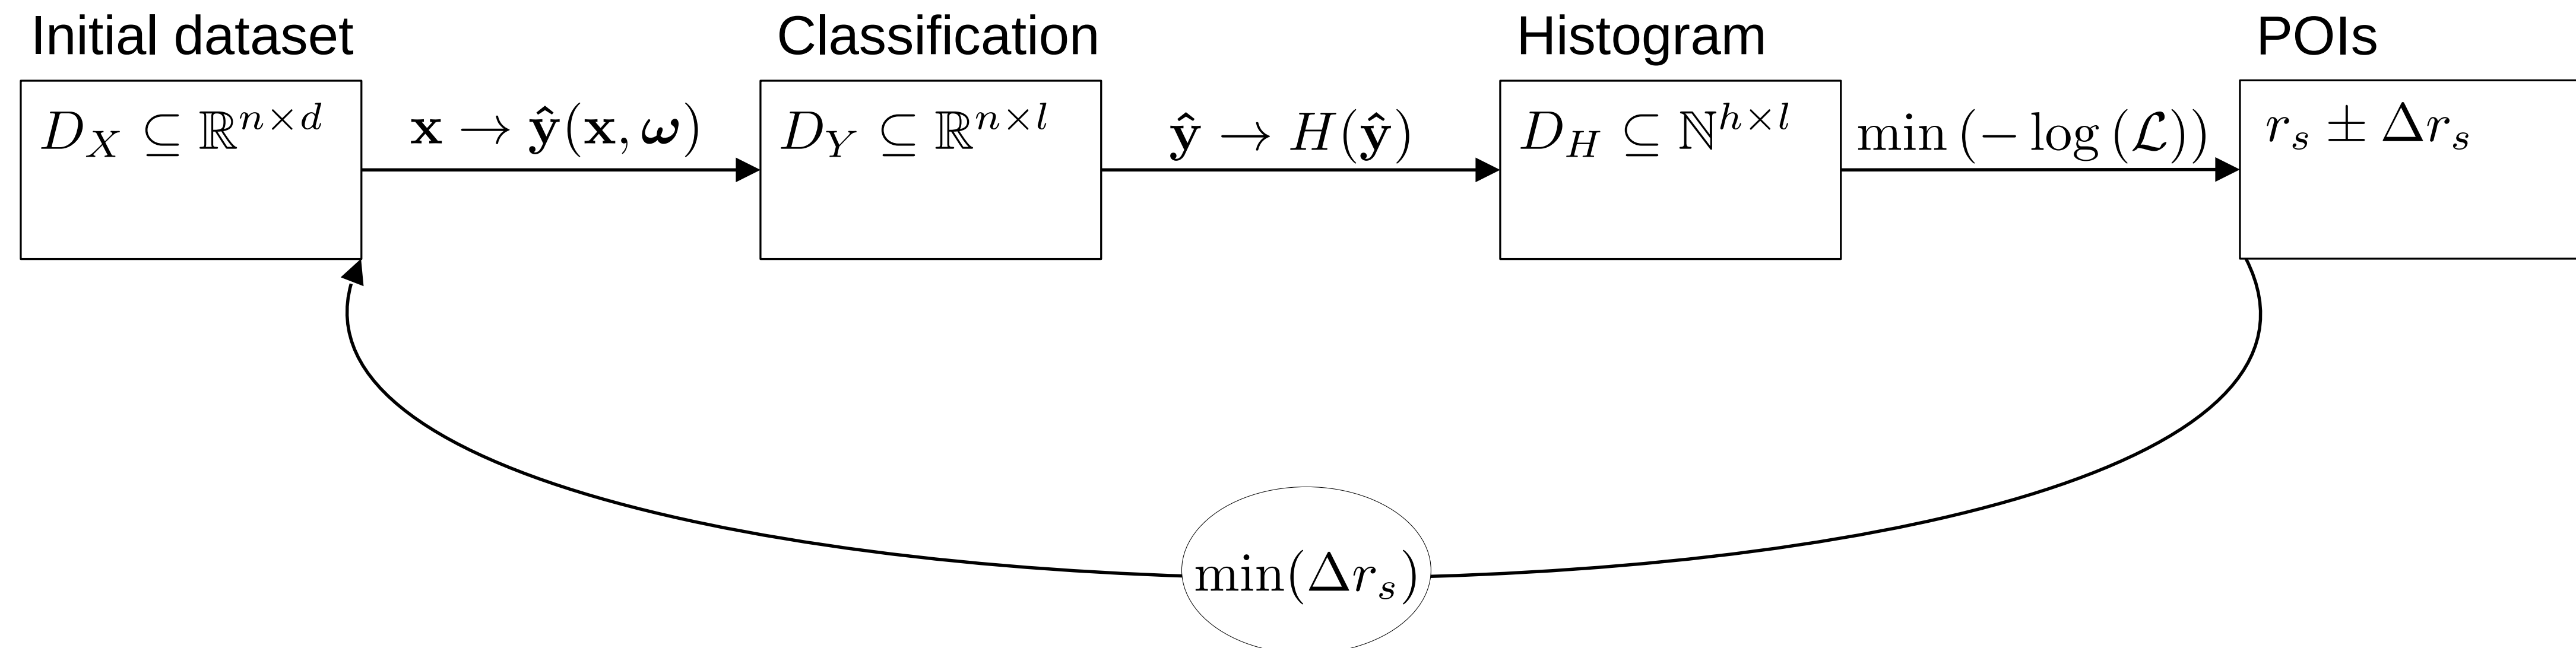 Initial dataset
Classification
Histogram
POIs
D_X ⊆ ℝ^{n×d}
𝐱 → 𝐲̂(𝐱, 𝝎)
D_Y ⊆ ℝ^{n×l}
𝐲̂ → H(𝐲̂)
D_H ⊆ ℕ^{h×l}
min (− log (𝓛))
r_s ± Δr_s
min(Δr_s)